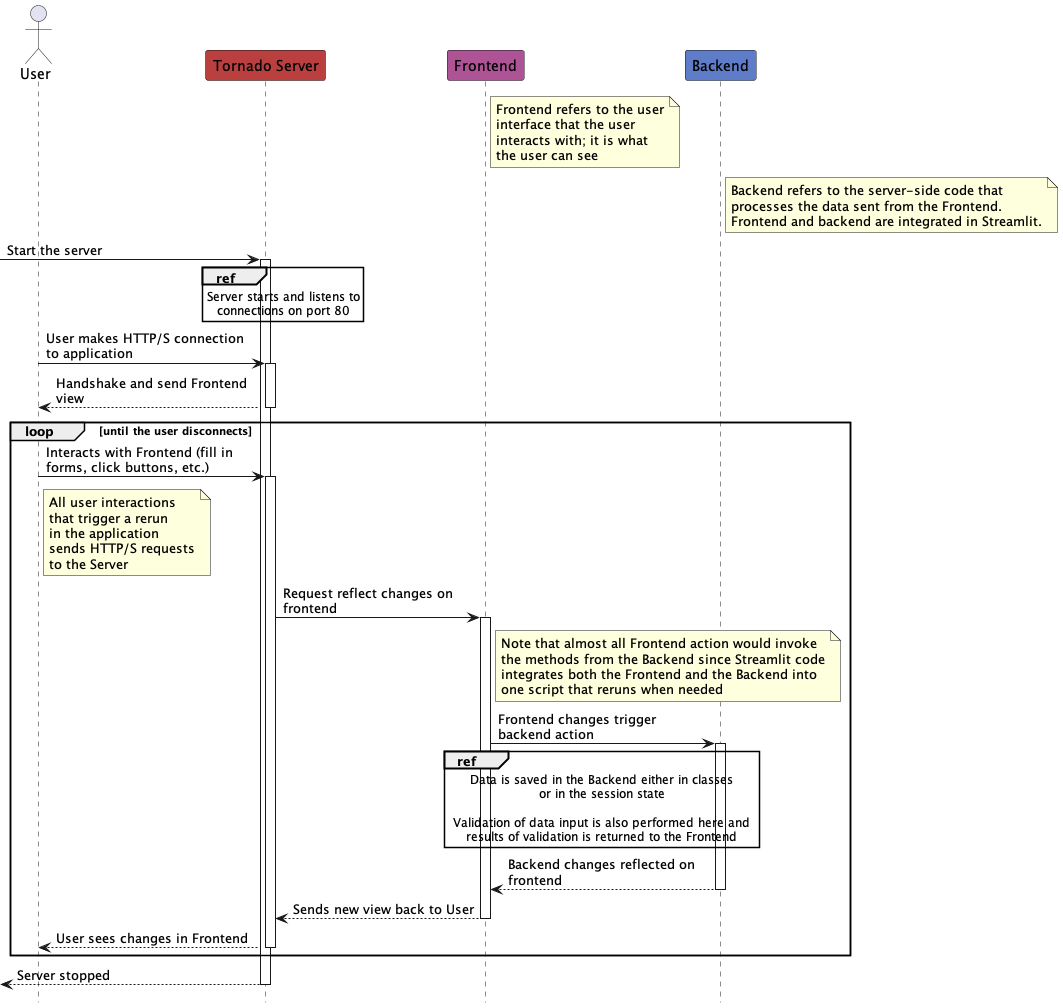 User
Tornado Server
Frontend
Backend
Frontend refers to the user
interface that the user
interacts with; it is what
the user can see
Backend refers to the server-side code that
processes the data sent from the Frontend.
Frontend and backend are integrated in Streamlit.
Start the server
ref
Server starts and listens to
connections on port 80
User makes HTTP/S connection
to application
Handshake and send Frontend
view
loop
[until the user disconnects]
Interacts with Frontend (fill in
forms, click buttons, etc.)
All user interactions
that trigger a rerun
in the application
sends HTTP/S requests
to the Server
Request reflect changes on
frontend
Note that almost all Frontend action would invoke
the methods from the Backend since Streamlit code
integrates both the Frontend and the Backend into
one script that reruns when needed
Frontend changes trigger
backend action
ref
Data is saved in the Backend either in classes
or in the session state
Validation of data input is also performed here and
results of validation is returned to the Frontend
Backend changes reflected on
frontend
Sends new view back to User
User sees changes in Frontend
Server stopped